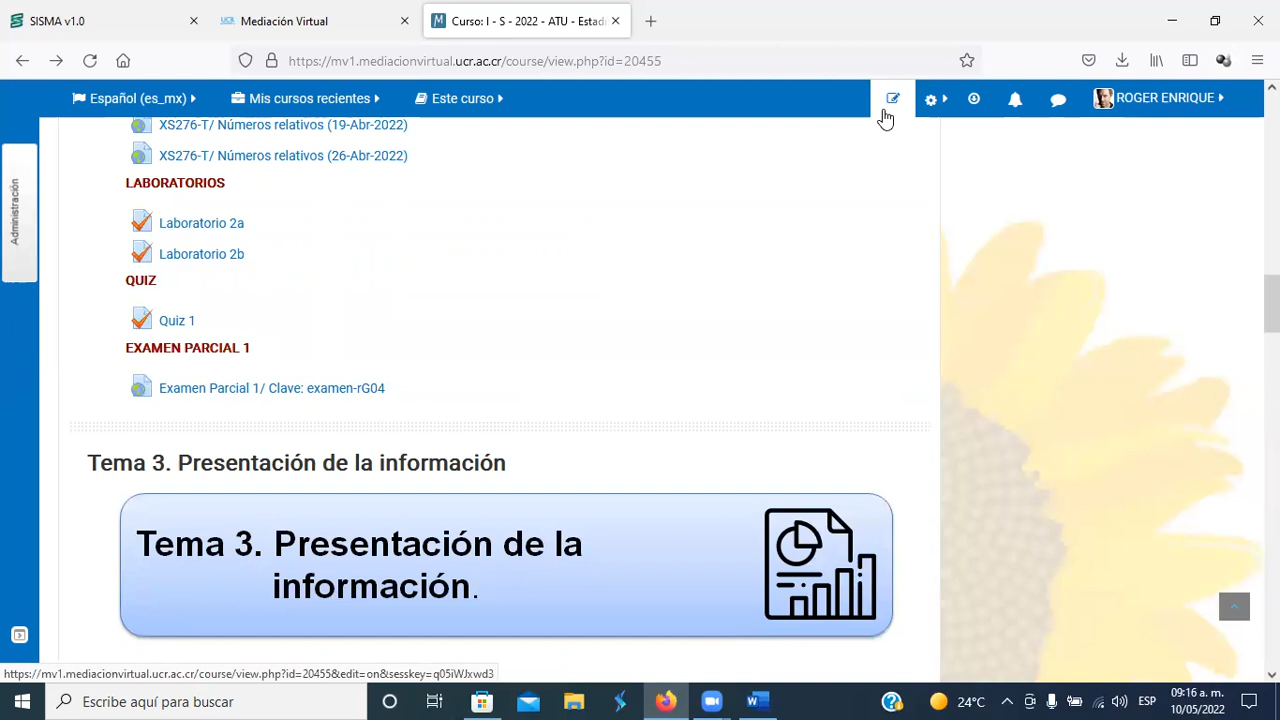 SISMA v1.0
UCR Mediación Virtual
M Curso: I - S - 2022 - ATU - Estadí
https://mv1.mediacionvirtual.ucr.ac.cr/course/view.php?id=20455
Español (es_mx)
Mis cursos recientes
Este curso
ROGER ENRIQUE
Administración
XS276-T/ Números relativos (19-Abr-2022)
XS276-T/ Números relativos (26-Abr-2022)
LABORATORIOS
Laboratorio 2a
Laboratorio 2b
QUIZ
Quiz 1
EXAMEN PARCIAL 1
Examen Parcial 1/ Clave: examen-rG04
Tema 3. Presentación de la información
Tema 3. Presentación de la
información.
https://mv1.mediacionvirtual.ucr.ac.cr/course/view.php?id=20455&edit=on&sesskey=q05iWJxwd3
Escribe aquí para buscar
24°C
ESP
09:16 a. m.
10/05/2022